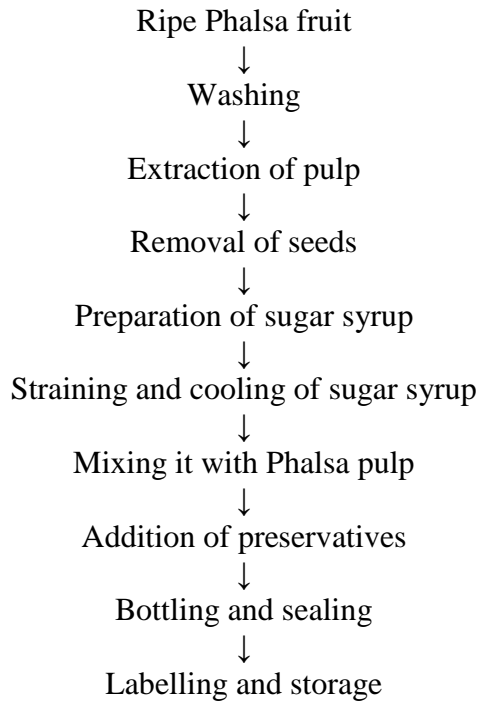 Ripe Phalsa fruit
↓
Washing
↓
Extraction of pulp
↓
Removal of seeds
↓
Preparation of sugar syrup
↓
Straining and cooling of sugar syrup
↓
Mixing it with Phalsa pulp
↓
Addition of preservatives
↓
Bottling and sealing
↓
Labelling and storage